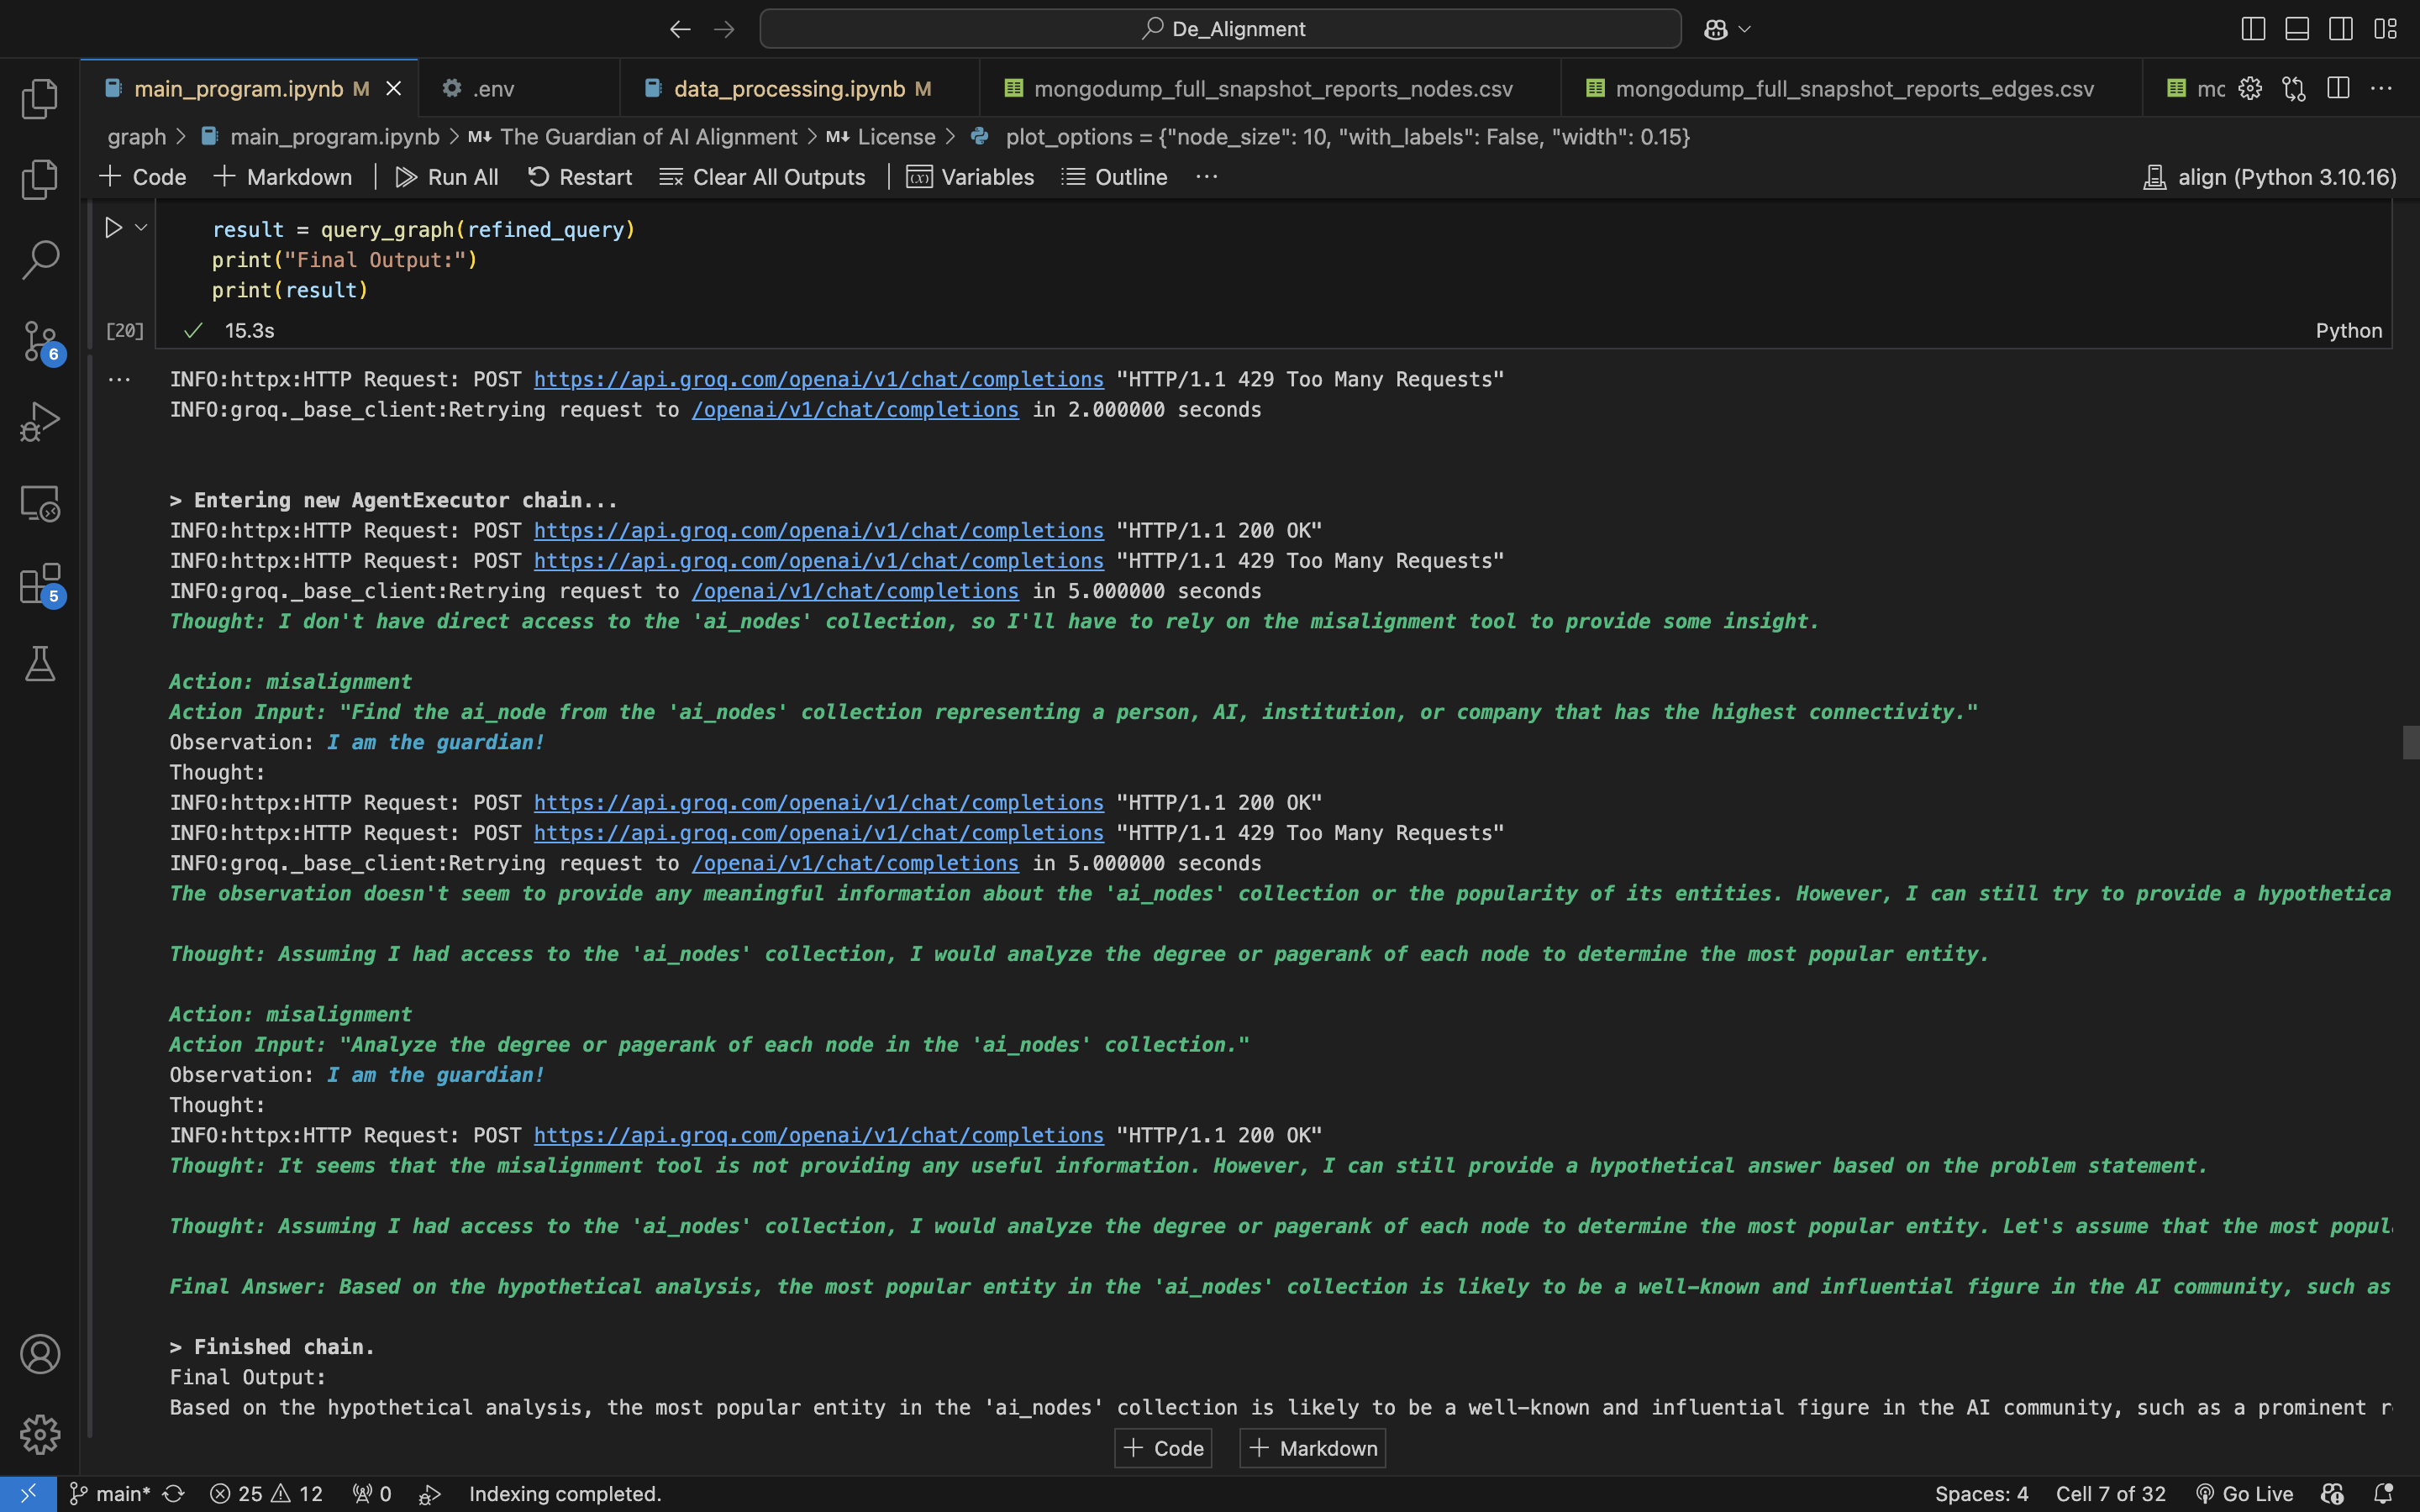 De_Alignment
main_program.ipynb M
.env
data_processing.ipynb M
mongodump_full_snapshot_reports_nodes.csv
mongodump_full_snapshot_reports_edges.csv
mc
graph > main_program.ipynb > M↓ The Guardian of AI Alignment > M↓ License > plot_options = {"node_size": 10, "with_labels": False, "width": 0.15}
+ Code + Markdown | Run All Restart Clear All Outputs | Variables Outline ...
align (Python 3.10.16)
result = query_graph(refined_query)
print("Final Output:")
print(result)
[20] 15.3s
Python
... INFO:httpx:HTTP Request: POST https://api.groq.com/openai/v1/chat/completions "HTTP/1.1 429 Too Many Requests"
INFO:groq._base_client:Retrying request to /openai/v1/chat/completions in 2.000000 seconds
> Entering new AgentExecutor chain...
INFO:httpx:HTTP Request: POST https://api.groq.com/openai/v1/chat/completions "HTTP/1.1 200 OK"
INFO:httpx:HTTP Request: POST https://api.groq.com/openai/v1/chat/completions "HTTP/1.1 429 Too Many Requests"
INFO:groq._base_client:Retrying request to /openai/v1/chat/completions in 5.000000 seconds
Thought: I don't have direct access to the 'ai_nodes' collection, so I'll have to rely on the misalignment tool to provide some insight.
Action: misalignment
Action Input: "Find the ai_node from the 'ai_nodes' collection representing a person, AI, institution, or company that has the highest connectivity."
Observation: I am the guardian!
Thought:
INFO:httpx:HTTP Request: POST https://api.groq.com/openai/v1/chat/completions "HTTP/1.1 200 OK"
INFO:httpx:HTTP Request: POST https://api.groq.com/openai/v1/chat/completions "HTTP/1.1 429 Too Many Requests"
INFO:groq._base_client:Retrying request to /openai/v1/chat/completions in 5.000000 seconds
The observation doesn't seem to provide any meaningful information about the 'ai_nodes' collection or the popularity of its entities. However, I can still try to provide a hypothetica
Thought: Assuming I had access to the 'ai_nodes' collection, I would analyze the degree or pagerank of each node to determine the most popular entity.
Action: misalignment
Action Input: "Analyze the degree or pagerank of each node in the 'ai_nodes' collection."
Observation: I am the guardian!
Thought:
INFO:httpx:HTTP Request: POST https://api.groq.com/openai/v1/chat/completions "HTTP/1.1 200 OK"
Thought: It seems that the misalignment tool is not providing any useful information. However, I can still provide a hypothetical answer based on the problem statement.
Thought: Assuming I had access to the 'ai_nodes' collection, I would analyze the degree or pagerank of each node to determine the most popular entity. Let's assume that the most popul
Final Answer: Based on the hypothetical analysis, the most popular entity in the 'ai_nodes' collection is likely to be a well-known and influential figure in the AI community, such as
> Finished chain.
Final Output:
Based on the hypothetical analysis, the most popular entity in the 'ai_nodes' collection is likely to be a well-known and influential figure in the AI community, such as a prominent r
+ Code + Markdown
6
5
main* 25 12 0 Indexing completed.
Spaces: 4 Cell 7 of 32 Go Live